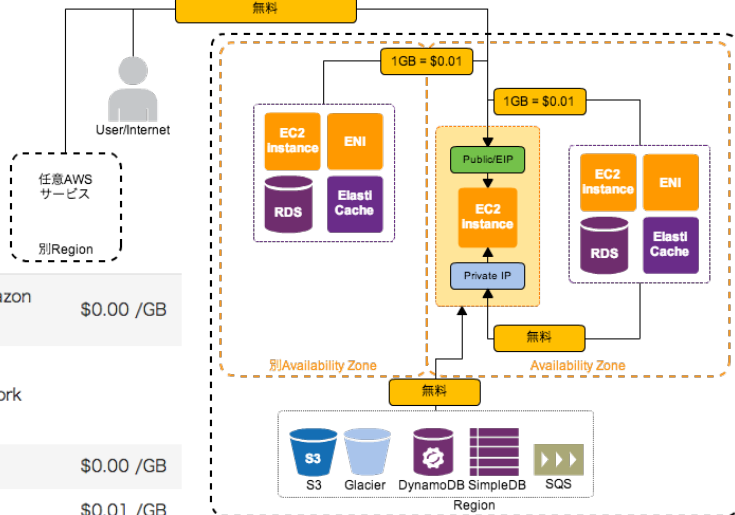 無料
1GB = $0.01
1GB = $0.01
User/Internet
任意AWS
サービス
別Region
EC2
Instance
ENI
RDS
Elasti
Cache
Public/EIP
EC2
Instance
Private IP
EC2
Instance
ENI
RDS
Elasti
Cache
無料
別Availability Zone
Availability Zone
無料
S3
S3
Glacier
DynamoDB
SimpleDB
SQS
Region
$0.00 /GB
$0.00 /GB
$0.01 /GB